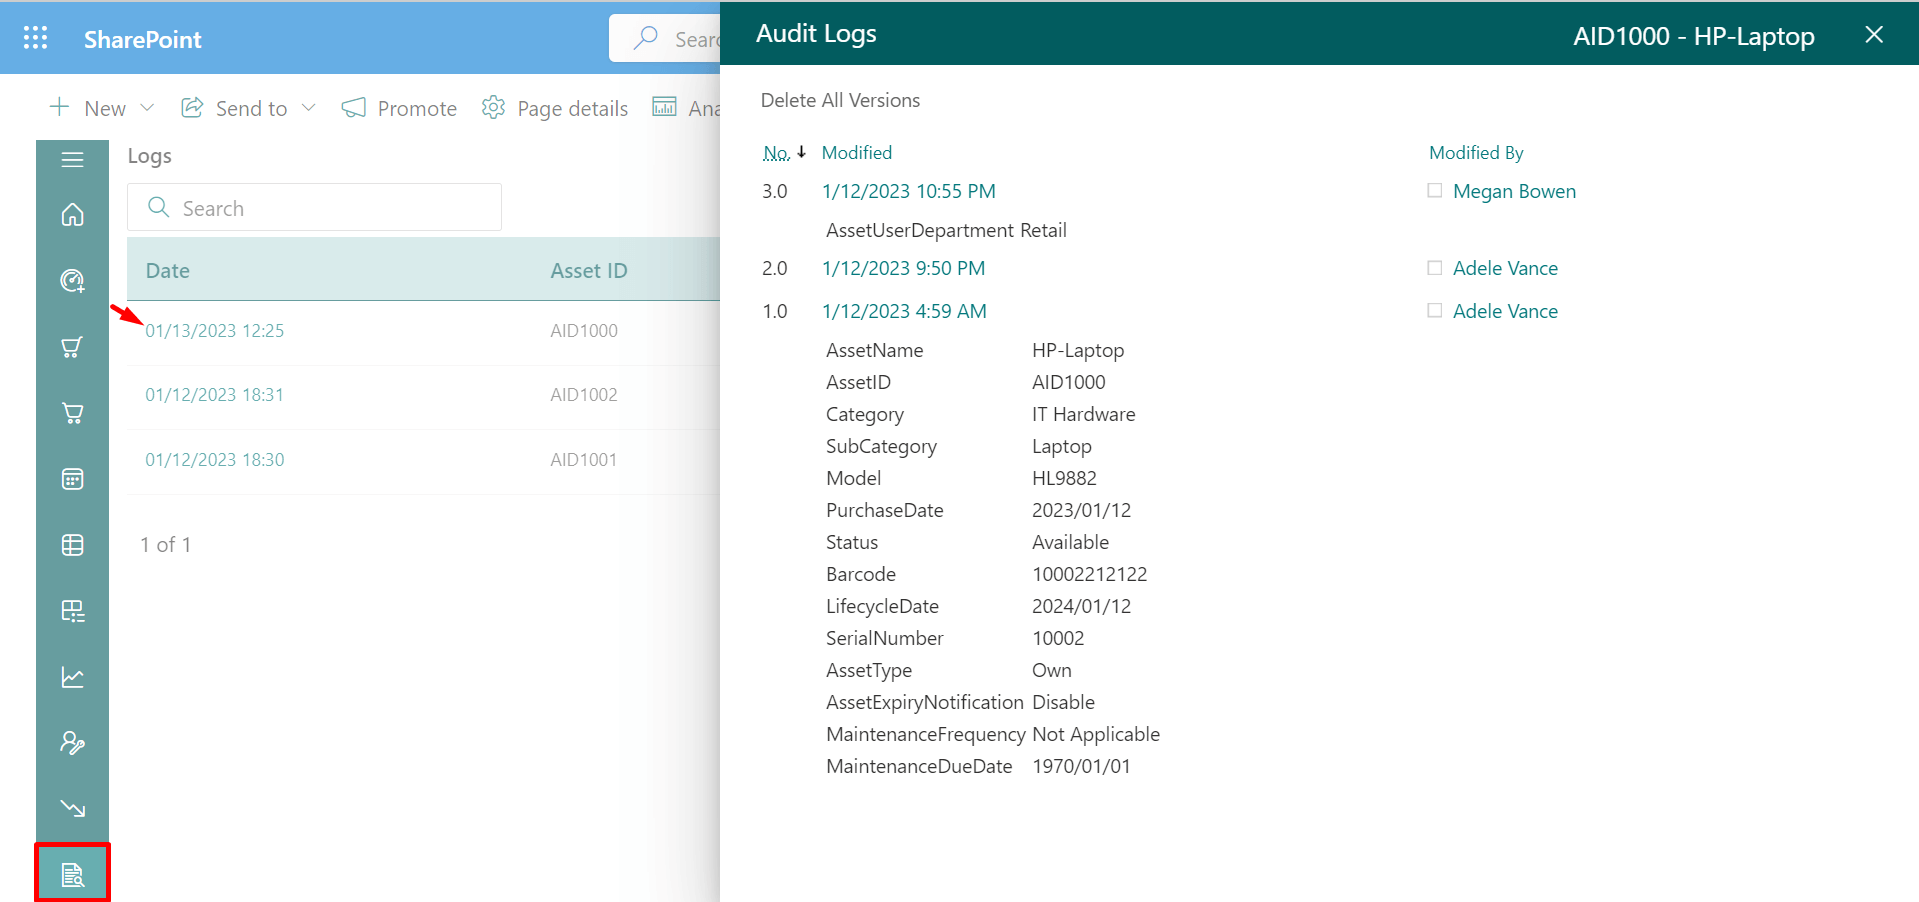 SharePoint
Sear
New
Send to
Promote
Page details
Ana
Logs
Search
Date Asset ID
01/13/2023 12:25 AID1000
01/12/2023 18:31 AID1002
01/12/2023 18:30 AID1001
1 of 1
Audit Logs AID1000 - HP-Laptop
Delete All Versions
No. Modified Modified By
3.0 1/12/2023 10:55 PM Megan Bowen
AssetUserDepartment Retail
2.0 1/12/2023 9:50 PM Adele Vance
1.0 1/12/2023 4:59 AM Adele Vance
AssetName HP-Laptop
AssetID AID1000
Category IT Hardware
SubCategory Laptop
Model HL9882
PurchaseDate 2023/01/12
Status Available
Barcode 10002212122
LifecycleDate 2024/01/12
SerialNumber 10002
AssetType Own
AssetExpiryNotification Disable
MaintenanceFrequency Not Applicable
MaintenanceDueDate 1970/01/01